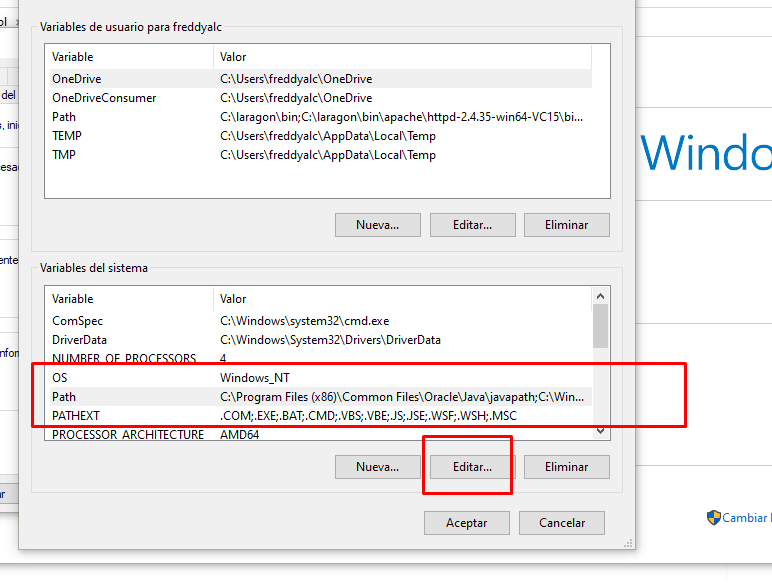 Variables de usuario para freddyalc
Variable Valor
OneDrive C:\Users\freddyalc\OneDrive
OneDriveConsumer C:\Users\freddyalc\OneDrive
Path C:\laragon\bin;C:\laragon\bin\apache\httpd-2.4.35-win64-VC15\bi...
TEMP C:\Users\freddyalc\AppData\Local\Temp
TMP C:\Users\freddyalc\AppData\Local\Temp
Nueva... Editar... Eliminar
Variables del sistema
Variable Valor
ComSpec C:\Windows\system32\cmd.exe
DriverData C:\Windows\System32\Drivers\DriverData
NUMBER_OF_PROCESSORS 4
OS Windows_NT
Path C:\Program Files (x86)\Common Files\Oracle\Java\javapath;C:\Win...
PATHEXT .COM;.EXE;.BAT;.CMD;.VBS;.VBE;.JS;.JSE;.WSF;.WSH;.MSC
PROCESSOR_ARCHITECTURE AMD64
Nueva... Editar... Eliminar
Aceptar Cancelar
del
Windo
Cambiar